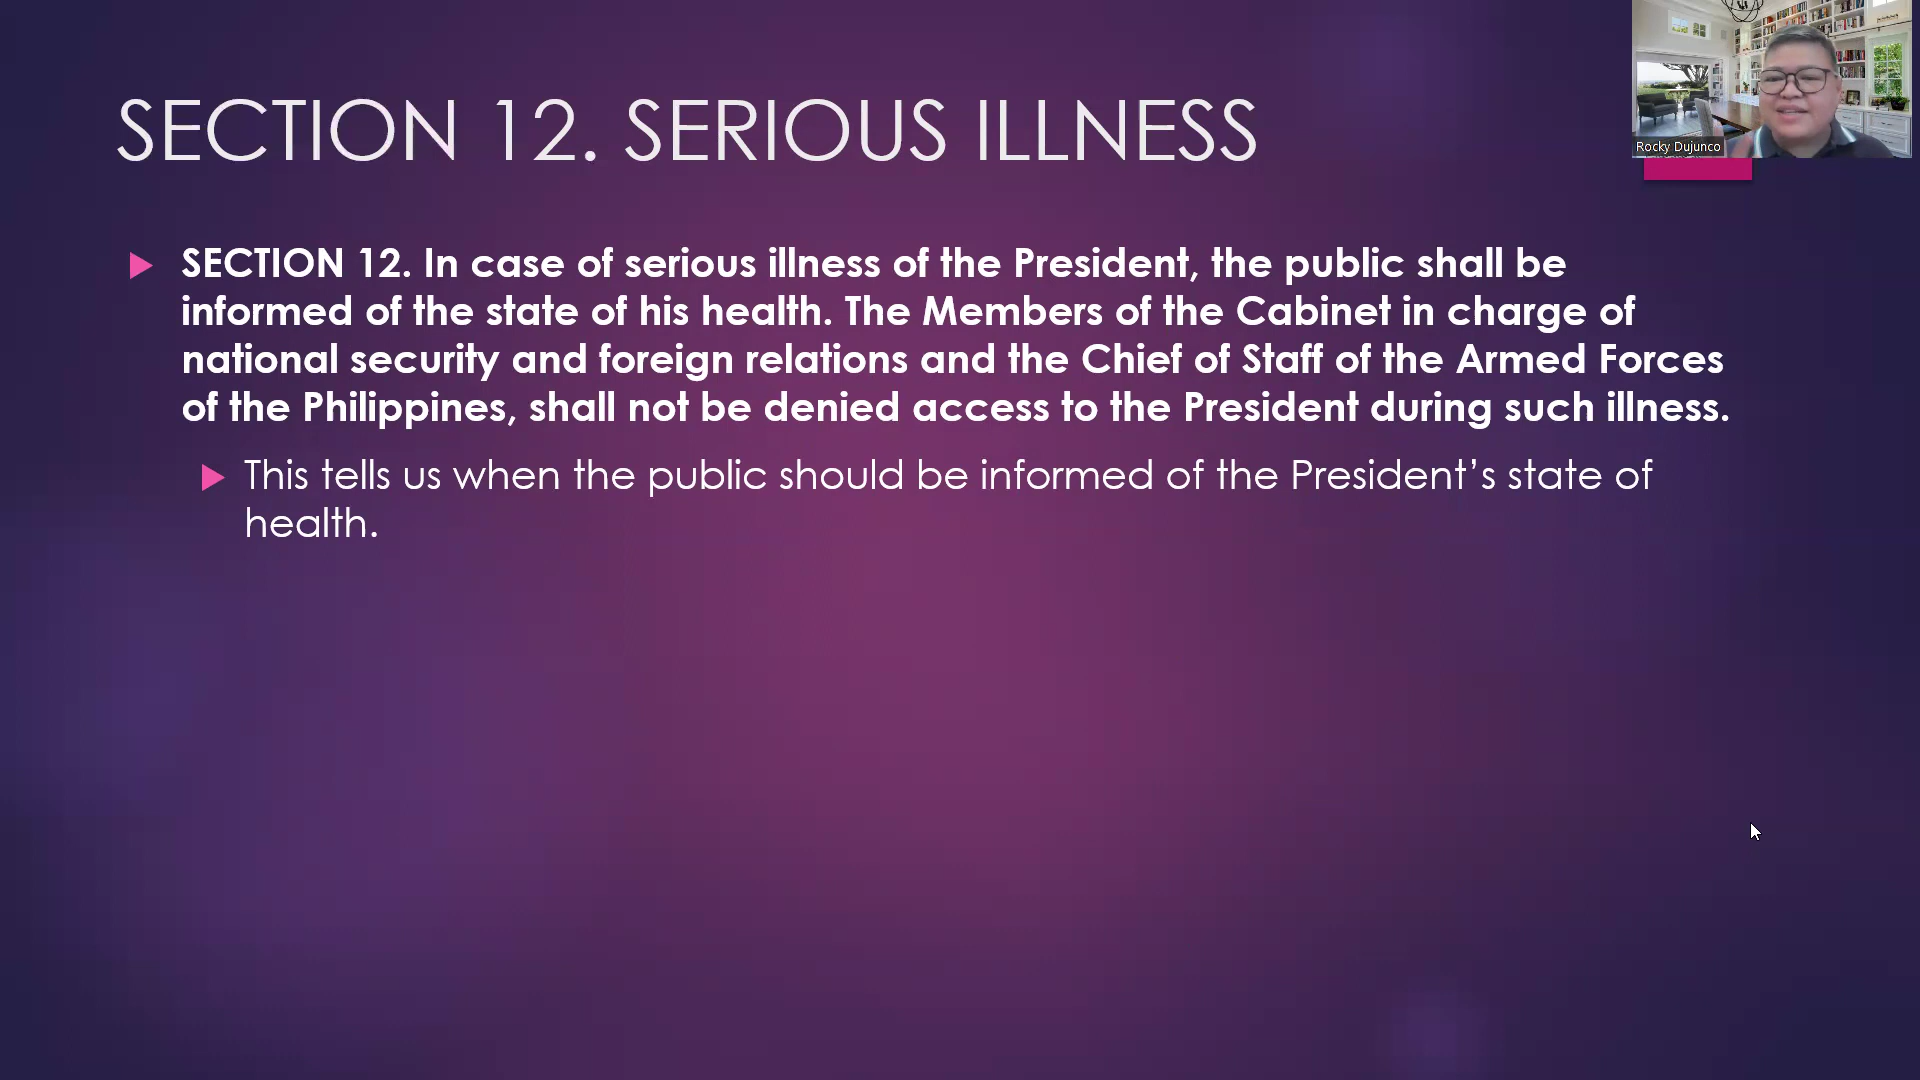 SECTION 12. SERIOUS ILLNESS
Rocky Dujunco
SECTION 12. In case of serious illness of the President, the public shall be
informed of the state of his health. The Members of the Cabinet in charge of
national security and foreign relations and the Chief of Staff of the Armed Forces
of the Philippines, shall not be denied access to the President during such illness.
This tells us when the public should be informed of the President’s state of
health.